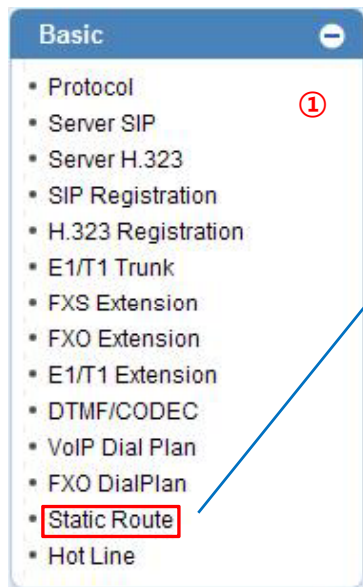 Basic
• Protocol
①
• Server SIP
• Server H.323
• SIP Registration
• H.323 Registration
• E1/T1 Trunk
• FXS Extension
• FXO Extension
• E1/T1 Extension
• DTMF/CODEC
• VoIP Dial Plan
• FXO DialPlan
• Static Route
• Hot Line